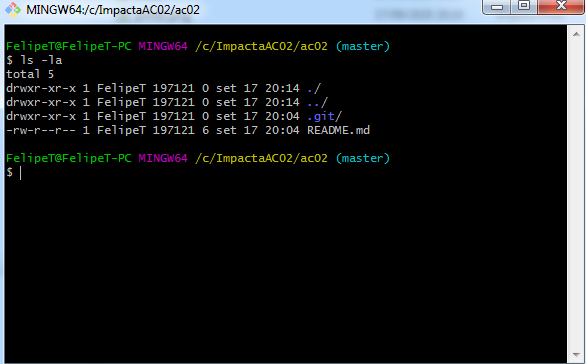 MINGW64:/c/ImpactaAC02/ac02
FelipeT@FelipeT-PC MINGW64 /c/ImpactaAC02/ac02 (master)
$ ls -la
total 5
drwxr-xr-x 1 FelipeT 197121 0 set 17 20:14 ./
drwxr-xr-x 1 FelipeT 197121 0 set 17 20:14 ../
drwxr-xr-x 1 FelipeT 197121 0 set 17 20:04 .git/
-rw-r--r-- 1 FelipeT 197121 6 set 17 20:04 README.md
FelipeT@FelipeT-PC MINGW64 /c/ImpactaAC02/ac02 (master)
$